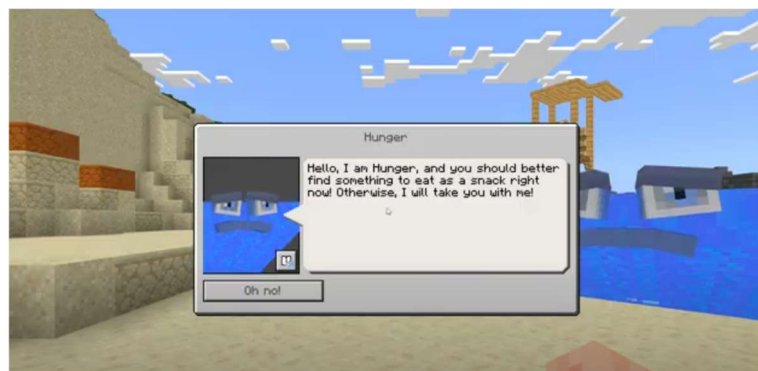 Hunger
Hello, I am Hunger, and you should better
find something to eat as a snack right
now! Otherwise, I will take you with me!
Oh no!